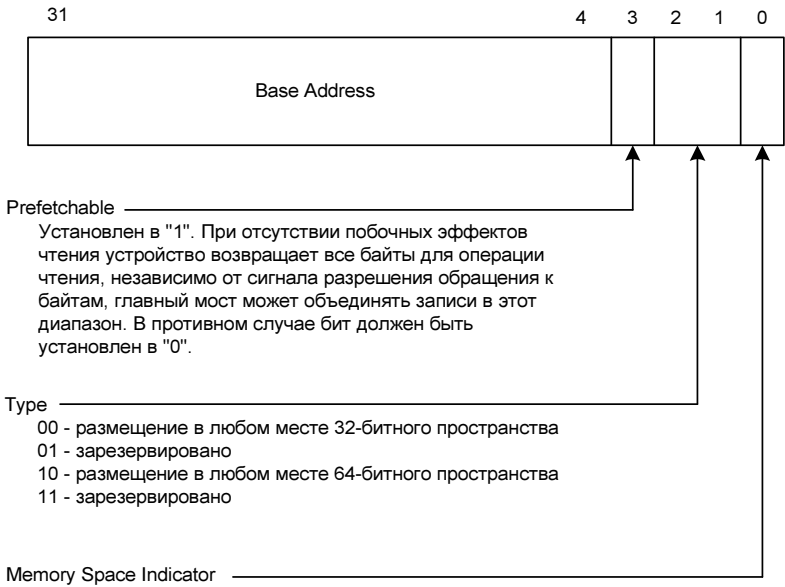 31 4 3 2 1 0
Base Address
Prefetchable
Установлен в "1". При отсутствии побочных эффектов
чтения устройство возвращает все байты для операции
чтения, независимо от сигнала разрешения обращения к
байтам, главный мост может объединять записи в этот
диапазон. В противном случае бит должен быть
установлен в "0".
Type
00 - размещение в любом месте 32-битного пространства
01 - зарезервировано
10 - размещение в любом месте 64-битного пространства
11 - зарезервировано
Memory Space Indicator